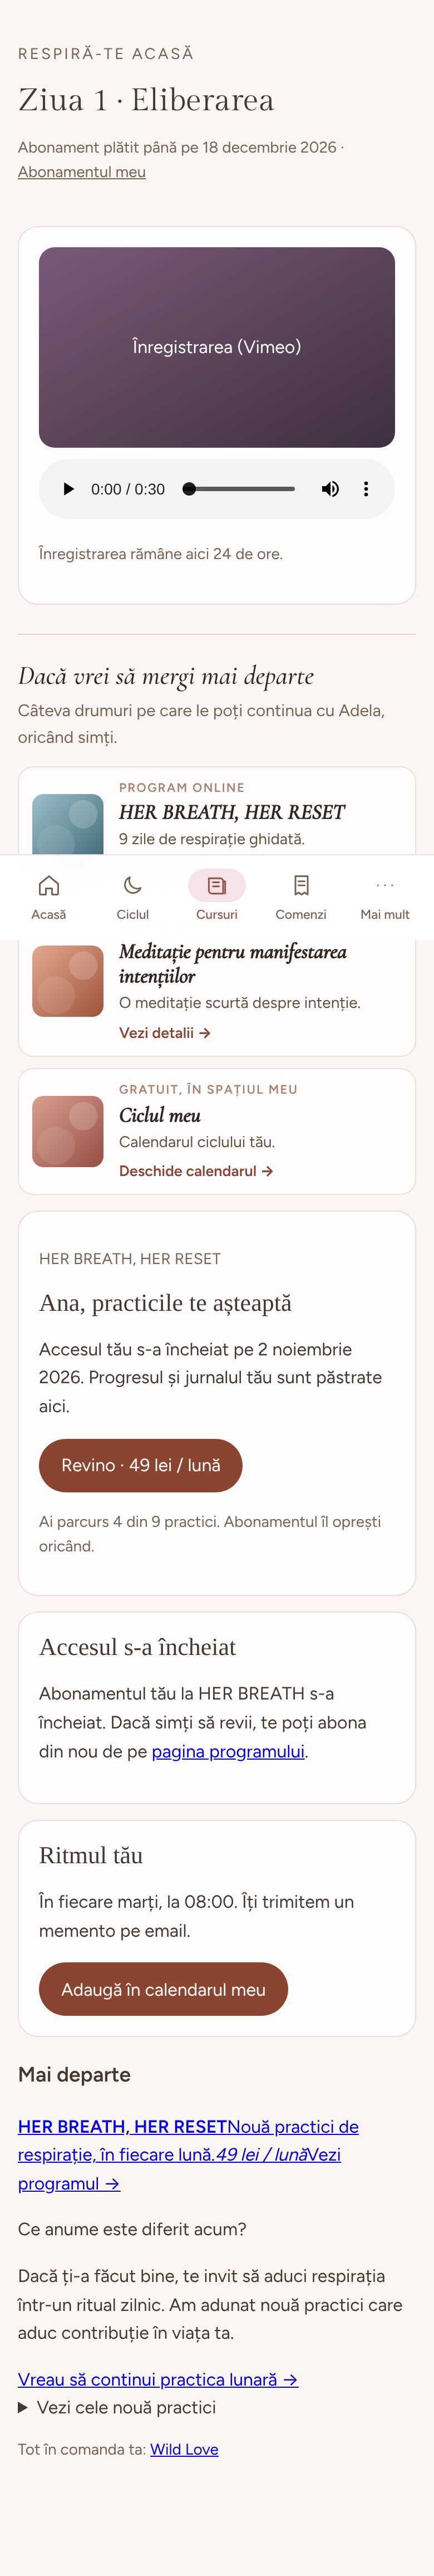 RESPIRĂ-TE ACASĂ
Ziua 1 · Eliberarea
Abonament plătit până pe 18 decembrie 2026 ·
Abonamentul meu
Înregistrarea (Vimeo)
0:00 / 0:30
Înregistrarea rămâne aici 24 de ore.
Dacă vrei să mergi mai departe
Câteva drumuri pe care le poți continua cu Adela,
oricând simți.
PROGRAM ONLINE
HER BREATH, HER RESET
9 zile de respirație ghidată.
Acasă
Ciclul
Cursuri
Comenzi
Mai mult
Meditație pentru manifestarea
intențiilor
O meditație scurtă despre intenție.
Vezi detalii →
GRATUIT, ÎN SPAȚIUL MEU
Ciclul meu
Calendarul ciclului tău.
Deschide calendarul →
HER BREATH, HER RESET
Ana, practicile te așteaptă
Accesul tău s-a încheiat pe 2 noiembrie
2026. Progresul și jurnalul tău sunt păstrate
aici.
Revino · 49 lei / lună
Ai parcurs 4 din 9 practici. Abonamentul îl oprești
oricând.
Accesul s-a încheiat
Abonamentul tău la HER BREATH s-a
încheiat. Dacă simți să revii, te poți abona
din nou de pe pagina programului.
Ritmul tău
În fiecare marți, la 08:00. Îți trimitem un
memento pe email.
Adaugă în calendarul meu
Mai departe
HER BREATH, HER RESETNouă practici de
respirație, în fiecare lună.49 lei / lunăVezi
programul →
Ce anume este diferit acum?
Dacă ți-a făcut bine, te invit să aduci respirația
într-un ritual zilnic. Am adunat nouă practici care
aduc contribuție în viața ta.
Vreau să continui practica lunară →
Vezi cele nouă practici
Tot în comanda ta: Wild Love